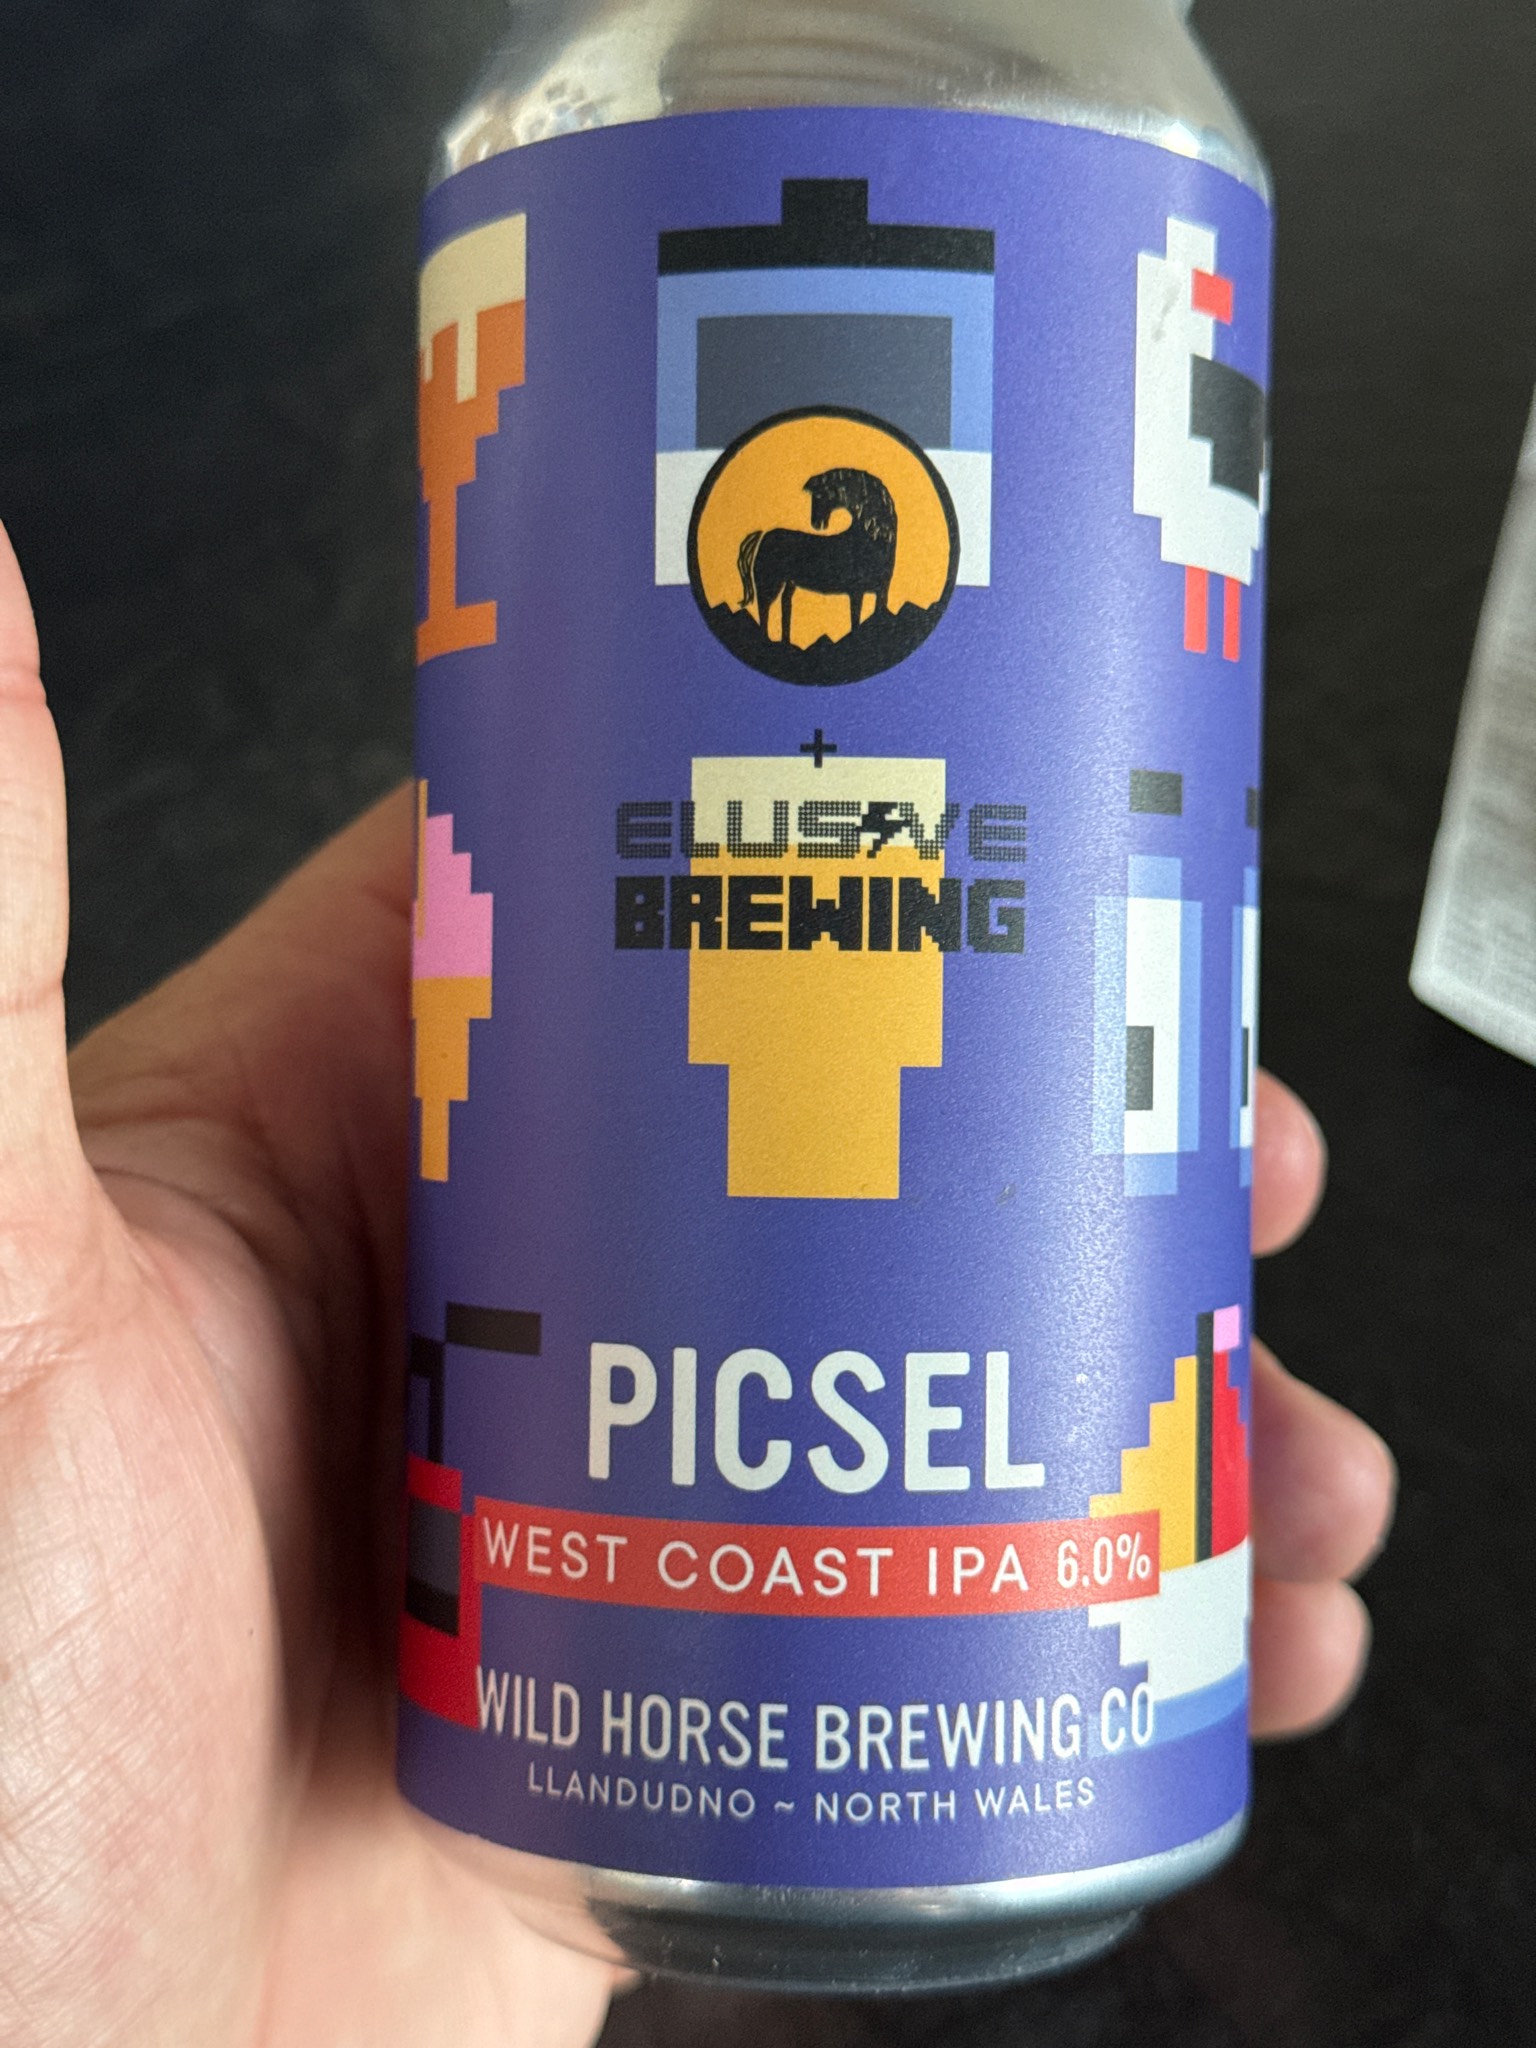 +
ELUSIVE
BREWING
PICSEL
WEST COAST IPA 6.0%
WILD HORSE BREWING CO
LLANDUDNO ~ NORTH WALES